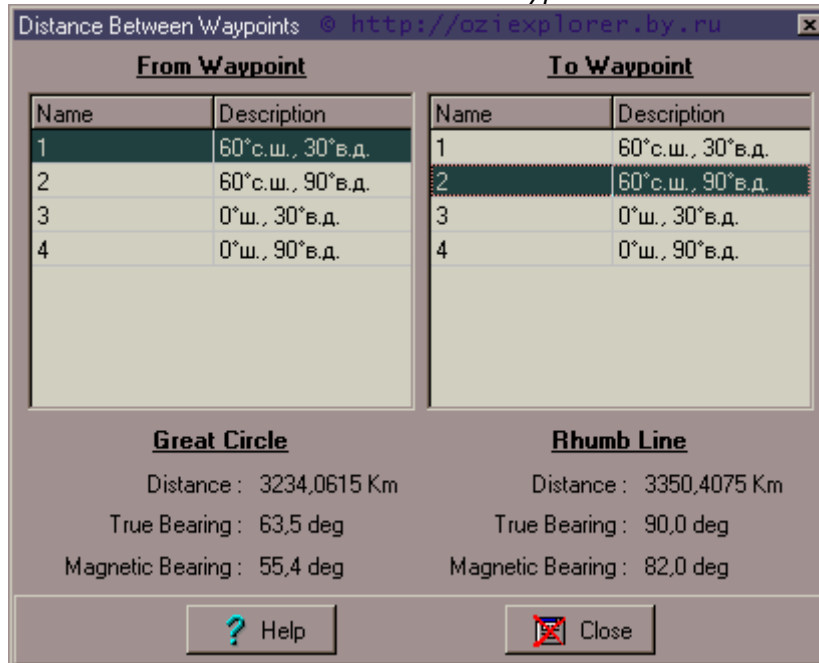 Distance Between Waypoints © http://oziexplorer.by.ru
From Waypoint
To Waypoint
Name Description
1 60°с.ш., 30°в.д.
2 60°с.ш., 90°в.д.
3 0°ш., 30°в.д.
4 0°ш., 90°в.д.
Name Description
1 60°с.ш., 30°в.д.
2 60°с.ш., 90°в.д.
3 0°ш., 30°в.д.
4 0°ш., 90°в.д.
Great Circle
Distance : 3234,0615 Km
True Bearing : 63,5 deg
Magnetic Bearing : 55,4 deg
Rhumb Line
Distance : 3350,4075 Km
True Bearing : 90,0 deg
Magnetic Bearing : 82,0 deg
? Help
Close